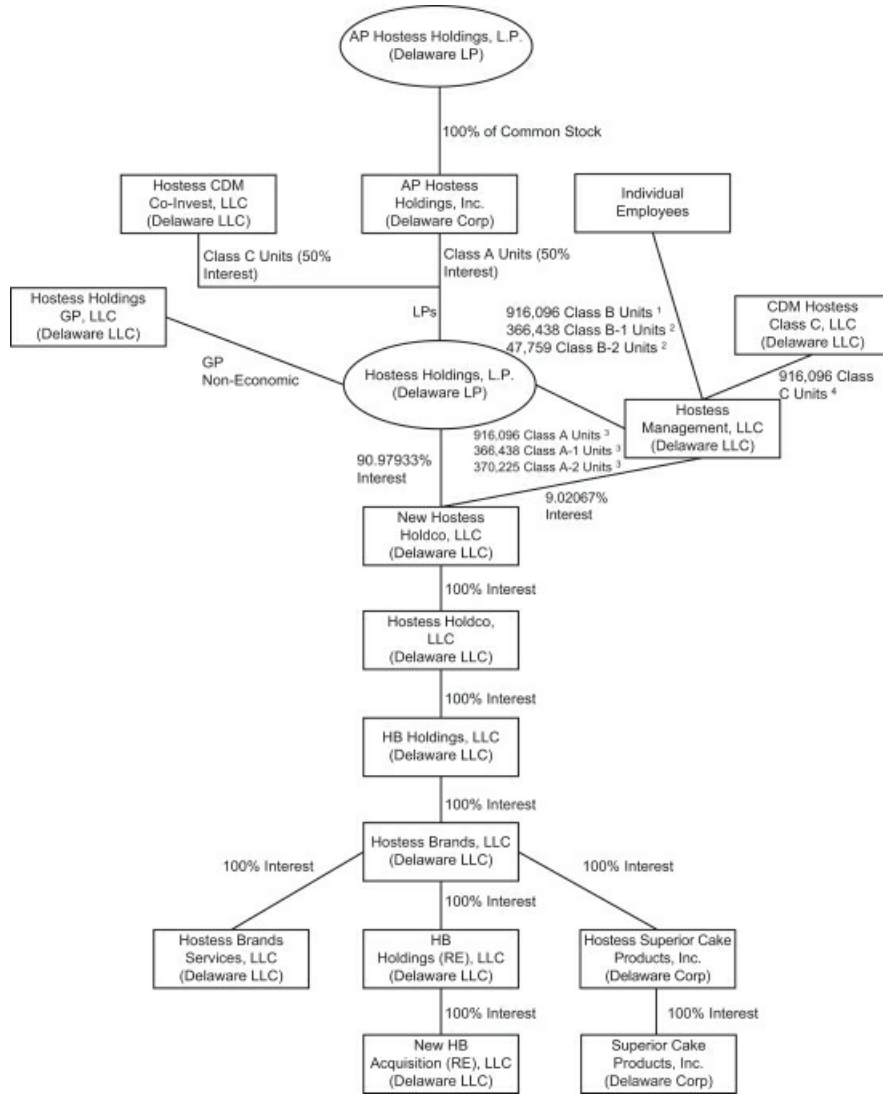 AP Hostess Holdings, L.P.
(Delaware LP)
100% of Common Stock
Hostess CDM
Co-Invest, LLC
(Delaware LLC)
AP Hostess
Holdings, Inc.
(Delaware Corp)
Individual
Employees
Class C Units (50%
Interest)
Class A Units (50%
Interest)
Hostess Holdings
GP, LLC
(Delaware LLC)
LPs
916,096 Class B Units ¹
366,438 Class B-1 Units ²
47,759 Class B-2 Units ²
CDM Hostess
Class C, LLC
(Delaware LLC)
GP
Non-Economic
Hostess Holdings, L.P.
(Delaware LP)
916,096 Class
C Units ⁴
Hostess
Management, LLC
(Delaware LLC)
916,096 Class A Units ³
366,438 Class A-1 Units ³
370,225 Class A-2 Units ³
90.97933%
Interest
9.02067%
Interest
New Hostess
Holdco, LLC
(Delaware LLC)
100% Interest
Hostess Holdco,
LLC
(Delaware LLC)
100% Interest
HB Holdings, LLC
(Delaware LLC)
100% Interest
Hostess Brands, LLC
(Delaware LLC)
100% Interest
100% Interest
100% Interest
Hostess Brands
Services, LLC
(Delaware LLC)
HB
Holdings (RE), LLC
(Delaware LLC)
Hostess Superior Cake
Products, Inc.
(Delaware Corp)
100% Interest
100% Interest
New HB
Acquisition (RE), LLC
(Delaware LLC)
Superior Cake
Products, Inc.
(Delaware Corp)